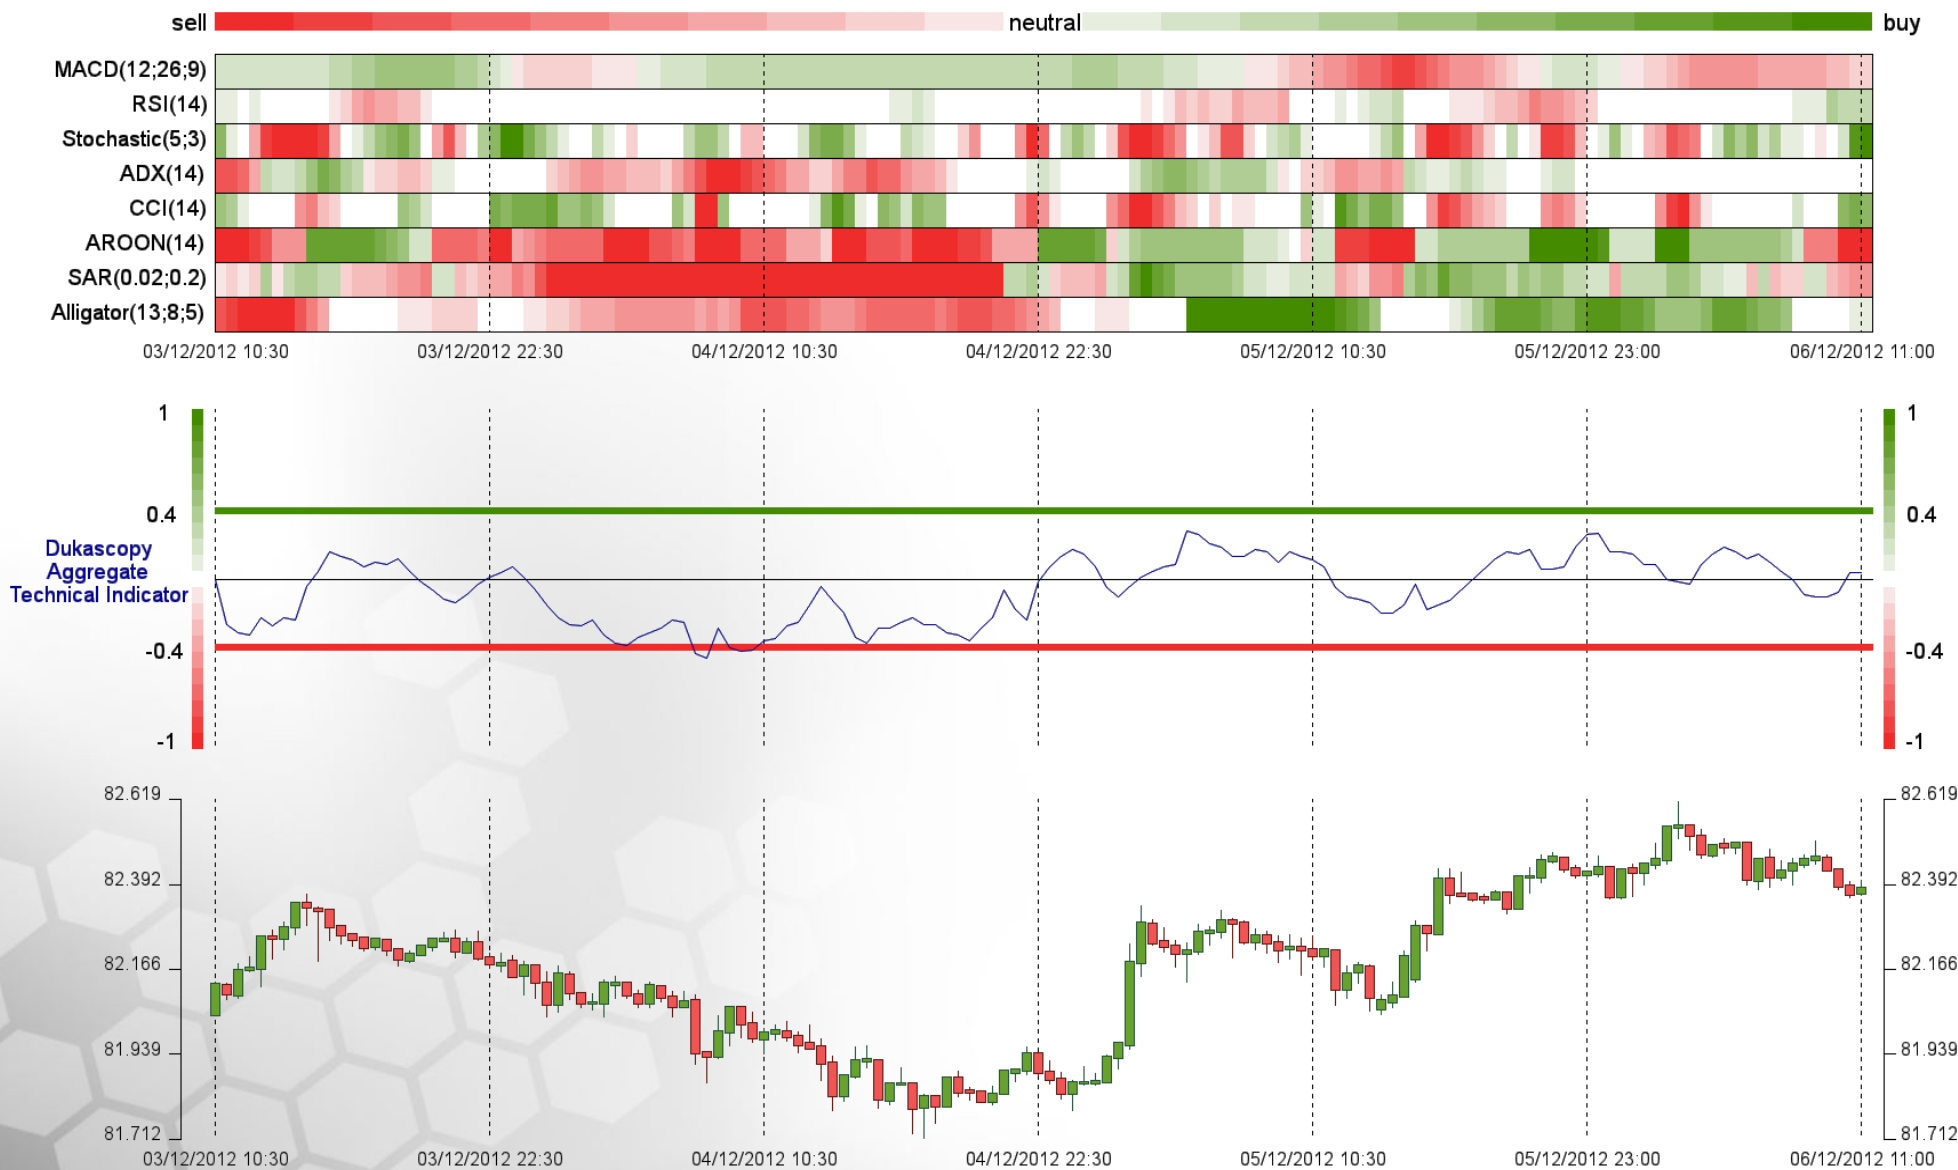 sell neutral buy
MACD(12;26;9)
RSI(14)
Stochastic(5;3)
ADX(14)
CCI(14)
AROON(14)
SAR(0.02;0.2)
Alligator(13;8;5)
03/12/2012 10:30 03/12/2012 22:30 04/12/2012 10:30 04/12/2012 22:30 05/12/2012 10:30 05/12/2012 23:00 06/12/2012 11:00
1 1
0.4 0.4
Dukascopy
Aggregate
Technical Indicator
-0.4 -0.4
-1 -1
82.619 82.619
82.392 82.392
82.166 82.166
81.939 81.939
81.712 81.712
03/12/2012 10:30 03/12/2012 22:30 04/12/2012 10:30 04/12/2012 22:30 05/12/2012 10:30 05/12/2012 23:00 06/12/2012 11:00